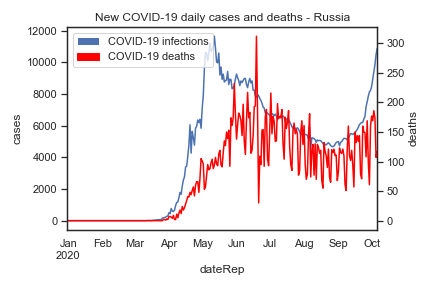 New COVID-19 daily cases and deaths - Russia
COVID-19 infections
COVID-19 deaths
cases
12000
10000
8000
6000
4000
2000
0
deaths
300
250
200
150
100
50
0
Jan Feb Mar Apr May Jun Jul Aug Sep Oct
2020
dateRep